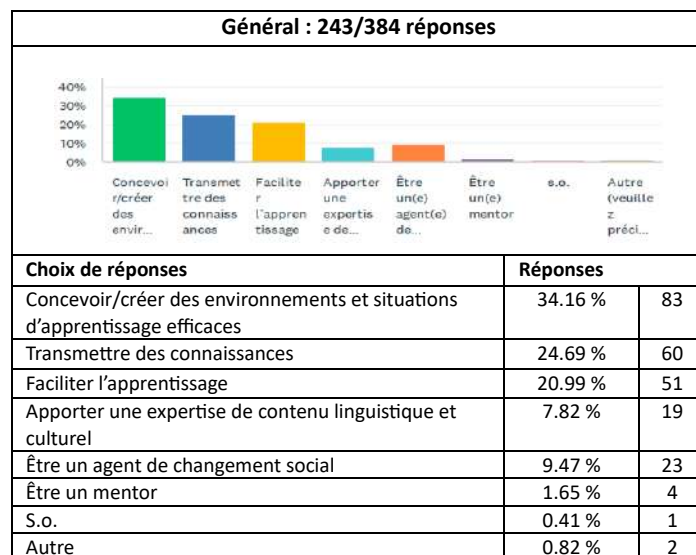 Général : 243/384 réponses
40%
30%
20%
10%
0%
Concevoi Transmet Facilite Apporter Être Être s.o. Autre
r/créer tre des r une un(e) un(e) (veuille
des connaiss l'appren expertis agent(e) mentor z
envir... ances tissage e de... de... préci...
Choix de réponses Réponses
Concevoir/créer des environnements et situations
d'apprentissage efficaces 34.16 % 83
Transmettre des connaissances 24.69 % 60
Faciliter l'apprentissage 20.99 % 51
Apporter une expertise de contenu linguistique et
culturel 7.82 % 19
Être un agent de changement social 9.47 % 23
Être un mentor 1.65 % 4
S.o. 0.41 % 1
Autre 0.82 % 2